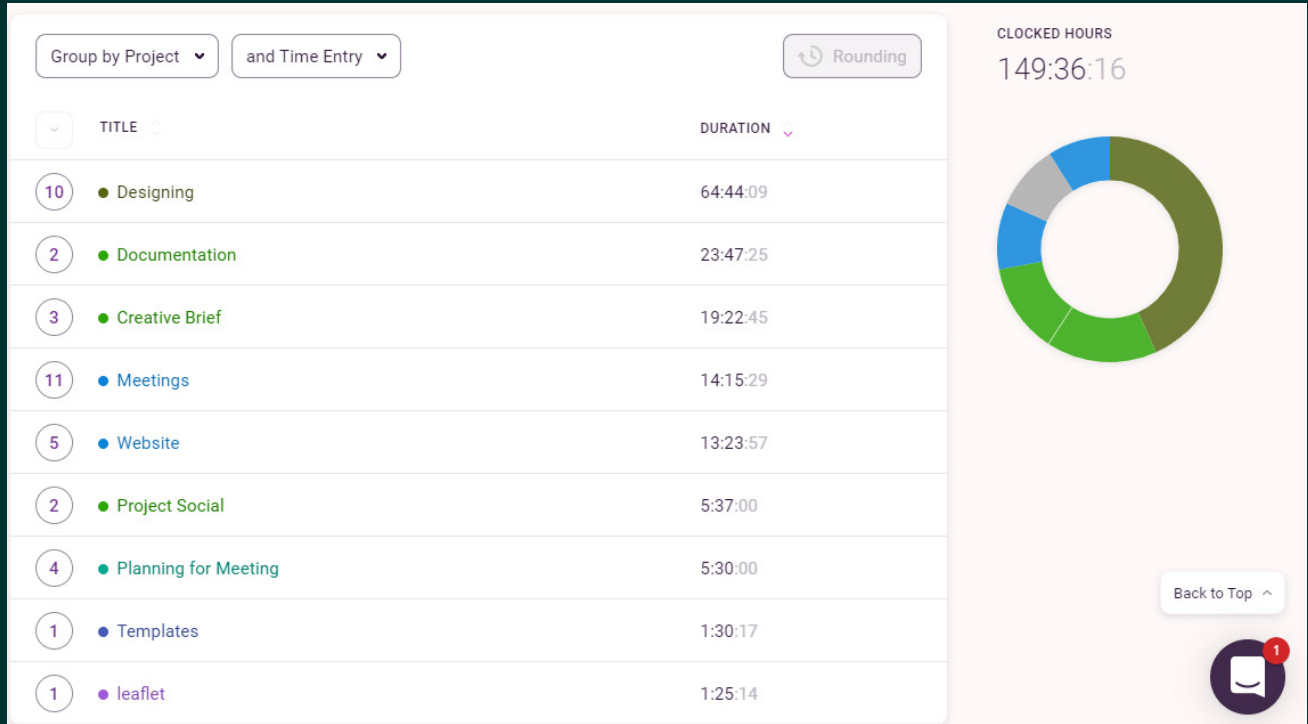 Group by Project and Time Entry Rounding
TITLE DURATION
10 Designing 64:44:09
2 Documentation 23:47:25
3 Creative Brief 19:22:45
11 Meetings 14:15:29
5 Website 13:23:57
2 Project Social 5:37:00
4 Planning for Meeting 5:30:00
1 Templates 1:30:17
1 leaflet 1:25:14
CLOCKED HOURS
149:36:16
Back to Top
1